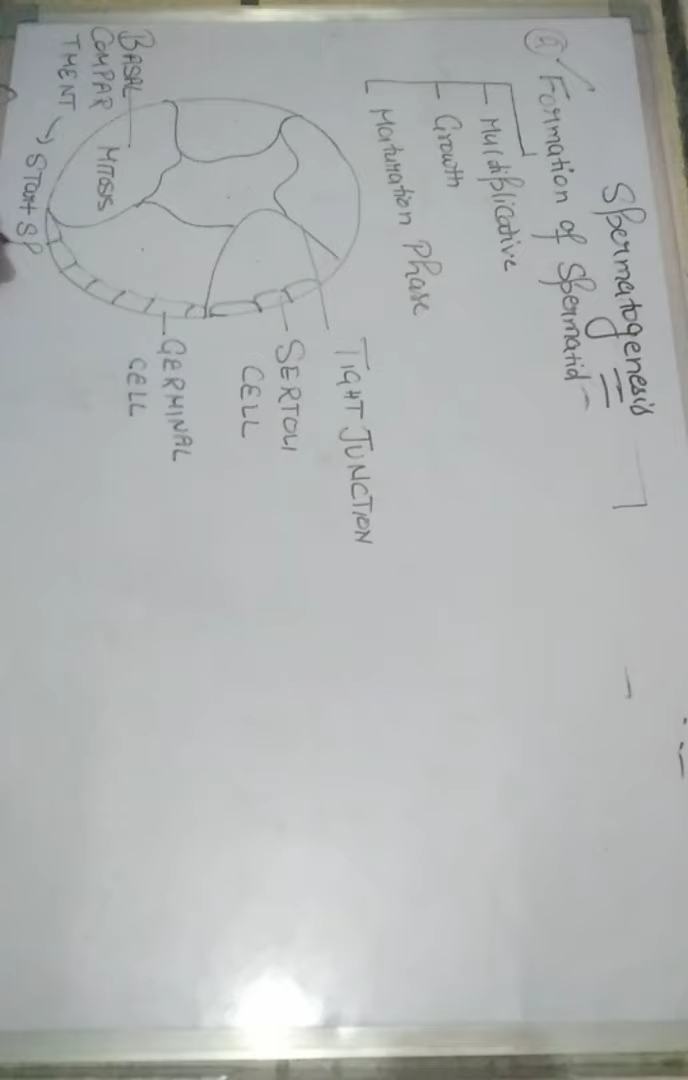 Spermatogenesis
(a) Formation of Spermatid -
- Multiplicative
- Growth
- Maturation Phase
TIGHT JUNCTION
SERTOLI
CELL
GERMINAL
CELL
BASAL
COMPAR
TMENT
MITOSIS
→ START SP